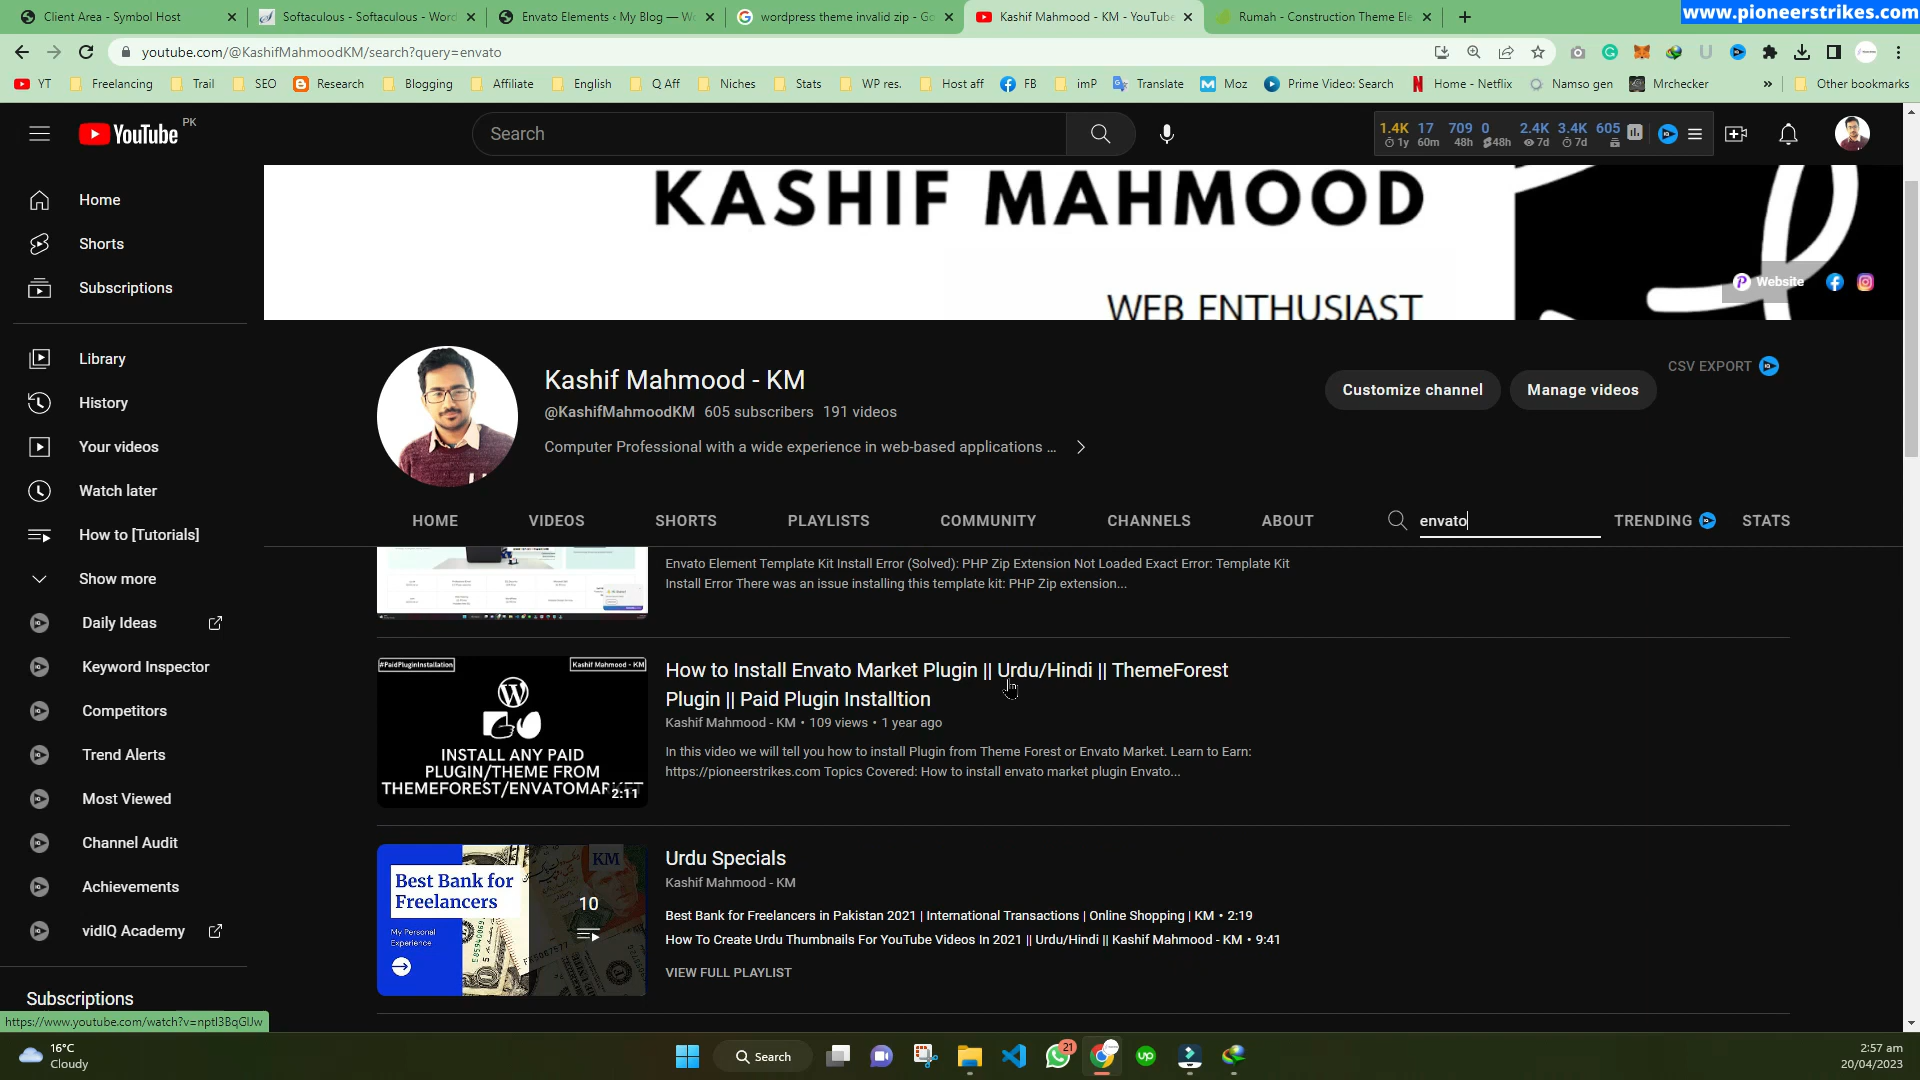 Client Area - Symbol Host
Softaculous - Softaculous - Word
Envato Elements ‹ My Blog — W
wordpress theme invalid zip - Go
Kashif Mahmood - KM - YouTube
Rumah - Construction Theme Ele
www.pioneerstrikes.com
youtube.com/@KashifMahmoodKM/search?query=envato
YT
Freelancing
Trail
SEO
Research
Blogging
Affiliate
English
Q Aff
Niches
Stats
WP res.
Host aff
FB
imP
Translate
Moz
Prime Video: Search
Home - Netflix
Namso gen
Mrchecker
»
Other bookmarks
YouTube PK
Search
1.4K 17 709 0 2.4K 3.4K 605
1y 60m 48h 48h 7d 7d
KASHIF MAHMOOD
WEB ENTHUSIAST
Website
Home
Shorts
Subscriptions
Library
History
Your videos
Watch later
How to [Tutorials]
Show more
Daily Ideas
Keyword Inspector
Competitors
Trend Alerts
Most Viewed
Channel Audit
Achievements
vidIQ Academy
Subscriptions
Kashif Mahmood - KM
@KashifMahmoodKM 605 subscribers 191 videos
Computer Professional with a wide experience in web-based applications ...
Customize channel
Manage videos
CSV EXPORT
HOME
VIDEOS
SHORTS
PLAYLISTS
COMMUNITY
CHANNELS
ABOUT
envato
TRENDING
STATS
Envato Element Template Kit Install Error (Solved): PHP Zip Extension Not Loaded Exact Error: Template Kit
Install Error There was an issue installing this template kit: PHP Zip extension...
#PaidPluginInstallation
Kashif Mahmood - KM
INSTALL ANY PAID
PLUGIN/THEME FROM
THEMEFOREST/ENVATOMARKET
2:11
How to Install Envato Market Plugin || Urdu/Hindi || ThemeForest
Plugin || Paid Plugin Installtion
Kashif Mahmood - KM • 109 views • 1 year ago
In this video we will tell you how to install Plugin from Theme Forest or Envato Market. Learn to Earn:
https://pioneerstrikes.com Topics Covered: How to install envato market plugin Envato...
Best Bank for
Freelancers
My Personal
Experience
KM
10
Urdu Specials
Kashif Mahmood - KM
Best Bank for Freelancers in Pakistan 2021 | International Transactions | Online Shopping | KM • 2:19
How To Create Urdu Thumbnails For YouTube Videos In 2021 || Urdu/Hindi || Kashif Mahmood - KM • 9:41
VIEW FULL PLAYLIST
https://www.youtube.com/watch?v=nptI3BqGlJw
16°C
Cloudy
Search
21
up
2:57 am
20/04/2023